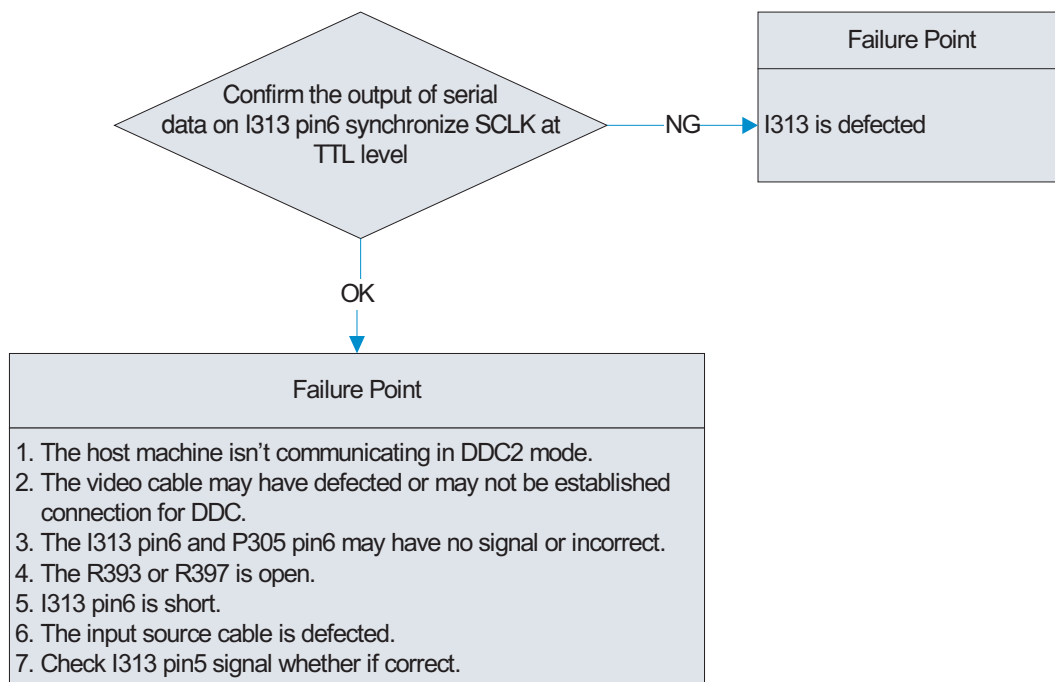 Confirm the output of serial
data on I313 pin6 synchronize SCLK at
TTL level
NG
Failure Point
I313 is defected
OK
Failure Point
1. The host machine isn't communicating in DDC2 mode.
2. The video cable may have defected or may not be established
connection for DDC.
3. The I313 pin6 and P305 pin6 may have no signal or incorrect.
4. The R393 or R397 is open.
5. I313 pin6 is short.
6. The input source cable is defected.
7. Check I313 pin5 signal whether if correct.